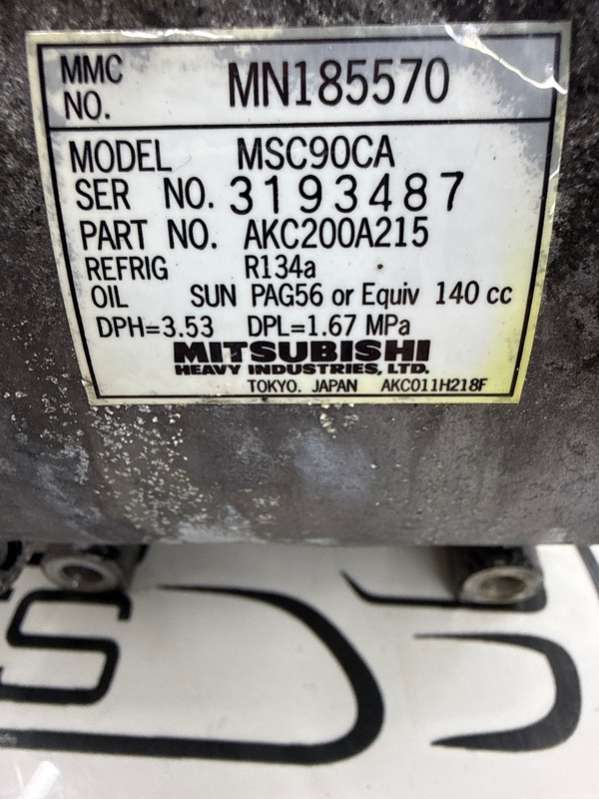 MMC NO. MN185570
MODEL MSC90CA
SER NO. 3193487
PART NO. AKC200A215
REFRIG R134a
OIL SUN PAG56 or Equiv 140 cc
DPH=3.53 DPL=1.67 MPa
MITSUBISHI
HEAVY INDUSTRIES, LTD.
TOKYO. JAPAN AKC011H218F